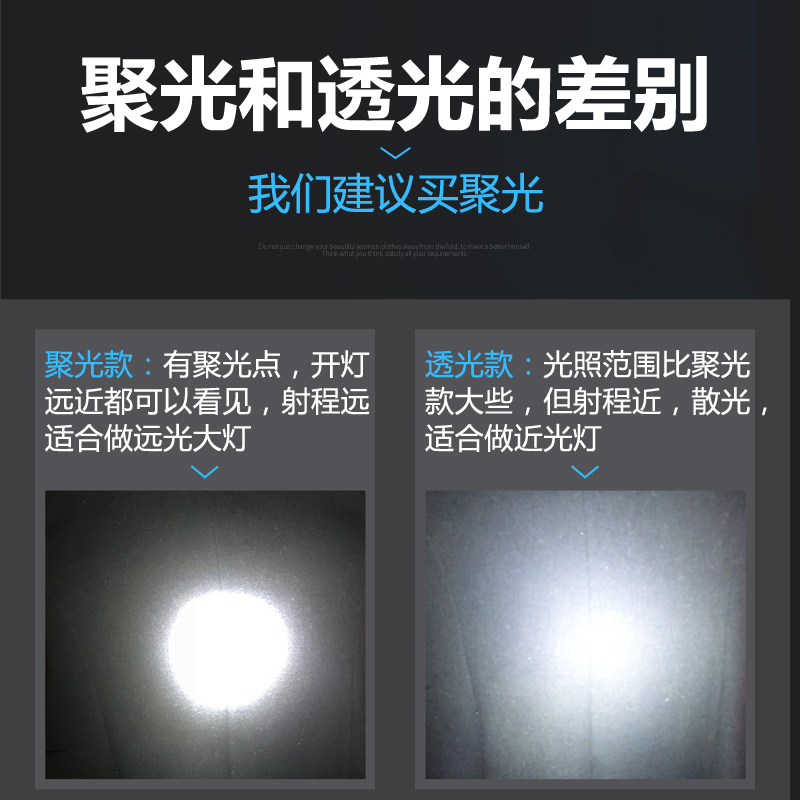 聚光和透光的差别
我们建议买聚光
Do not just change your beautiful women clothes. Away from the fold, to meet a better himself.
Think what you think, satisfy all your requirements.
聚光款：有聚光点，开灯
远近都可以看见，射程远
适合做远光大灯
透光款：光照范围比聚光
款大些，但射程近，散光，
适合做近光灯